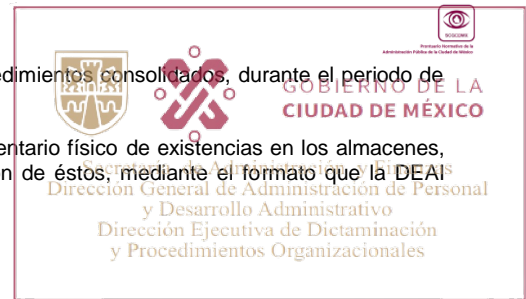 SCGCDMX
Prontuario Normativo de la
Administración Pública de la Ciudad de México
edimientos consolidados, durante el periodo de
GOBIERNO DE LA
CIUDAD DE MÉXICO
entario físico de existencias en los almacenes,
Secretaría de Administración y Finanzas
n de éstos, mediante el formato que la DEAI
Dirección General de Administración de Personal
y Desarrollo Administrativo
Dirección Ejecutiva de Dictaminación
y Procedimientos Organizacionales